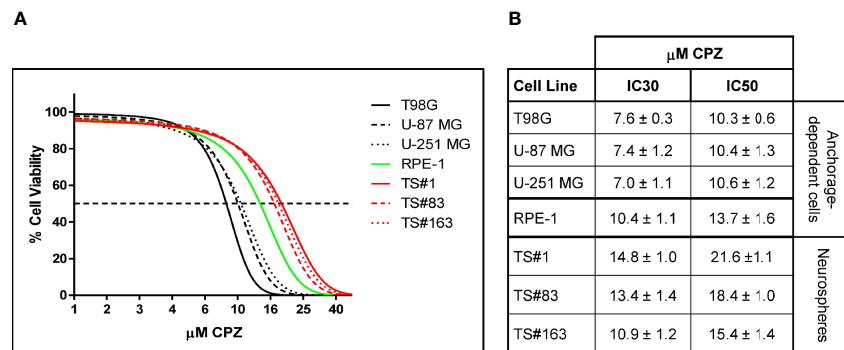 A
% Cell Viability
100
80
60
40
20
0
1
2
3
4
6
10
16
25
40
μM CPZ
T98G
U-87 MG
U-251 MG
RPE-1
TS#1
TS#83
TS#163
B
μM CPZ
Cell Line IC30 IC50
T98G 7.6 ± 0.3 10.3 ± 0.6
U-87 MG 7.4 ± 1.2 10.4 ± 1.3
U-251 MG 7.0 ± 1.1 10.6 ± 1.2
RPE-1 10.4 ± 1.1 13.7 ± 1.6
TS#1 14.8 ± 1.0 21.6 ±1.1
TS#83 13.4 ± 1.4 18.4 ± 1.0
TS#163 10.9 ± 1.2 15.4 ± 1.4
Anchorage-
dependent cells
Neurospheres